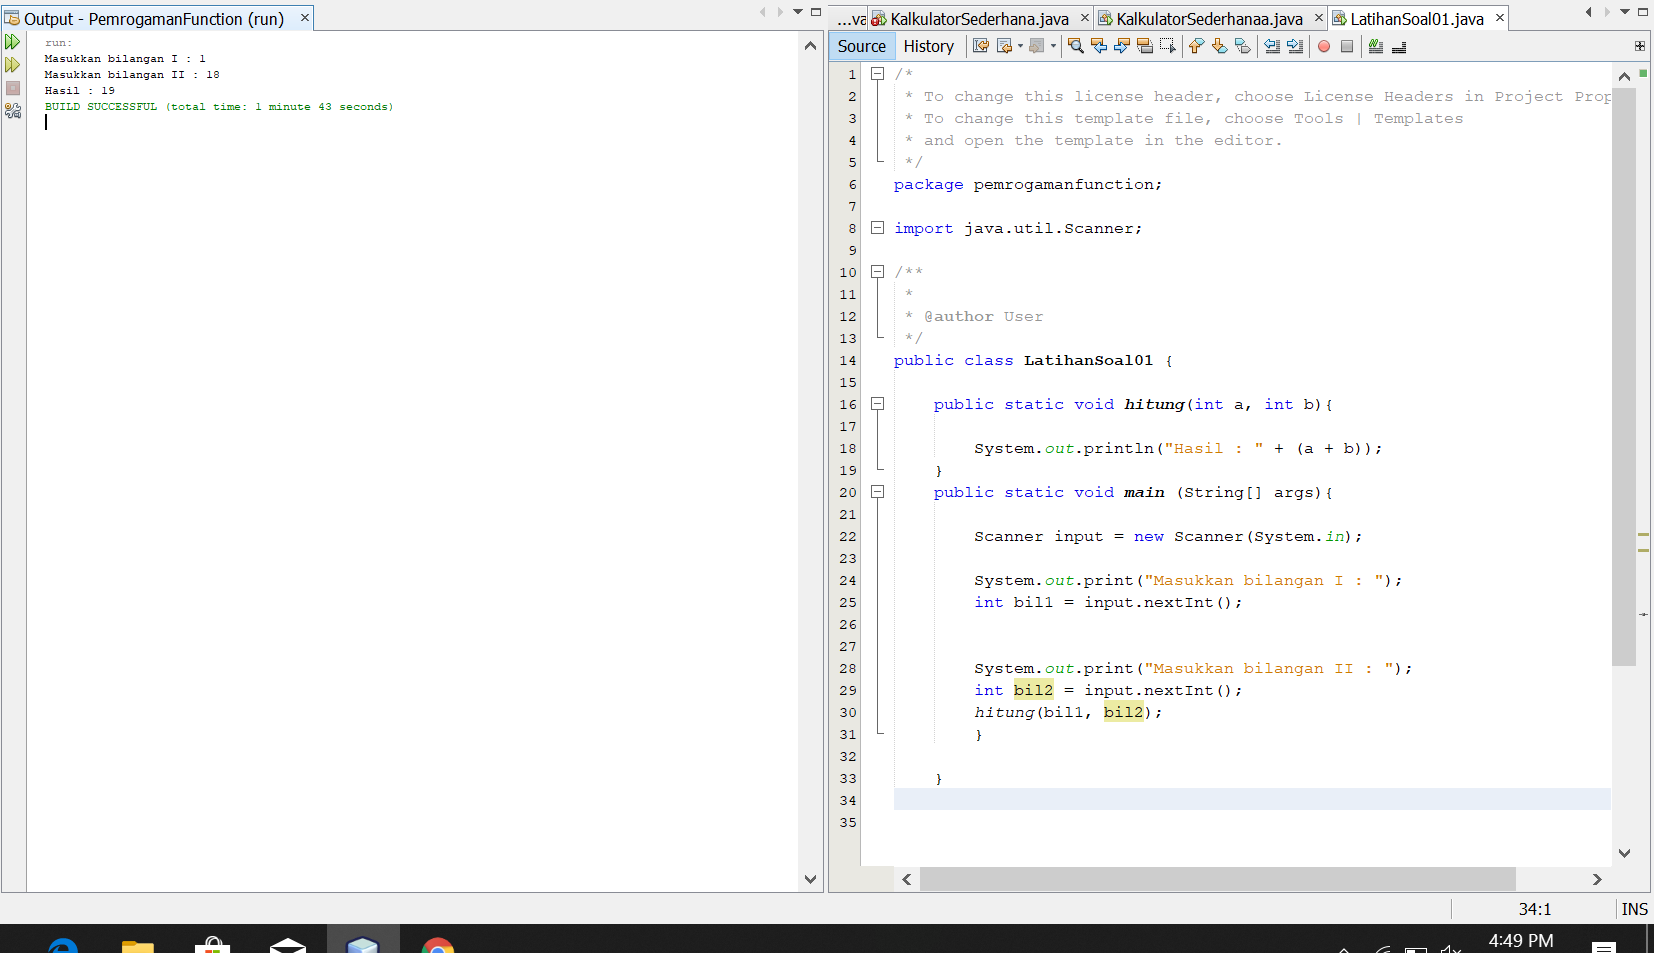 Output - PemrogamanFunction (run)
run:
Masukkan bilangan I : 1
Masukkan bilangan II : 18
Hasil : 19
BUILD SUCCESSFUL (total time: 1 minute 43 seconds)
...va KalkulatorSederhana.java KalkulatorSederhanaa.java LatihanSoal01.java
Source History
1 /*
2 * To change this license header, choose License Headers in Project Prop
3 * To change this template file, choose Tools | Templates
4 * and open the template in the editor.
5 */
6 package pemrogamanfunction;
7
8 import java.util.Scanner;
9
10 /**
11 *
12 * @author User
13 */
14 public class LatihanSoal01 {
15
16 public static void hitung(int a, int b){
17
18 System.out.println("Hasil : " + (a + b));
19 }
20 public static void main (String[] args){
21
22 Scanner input = new Scanner(System.in);
23
24 System.out.print("Masukkan bilangan I : ");
25 int bil1 = input.nextInt();
26
27
28 System.out.print("Masukkan bilangan II : ");
29 int bil2 = input.nextInt();
30 hitung(bil1, bil2);
31 }
32
33 }
34
35
34:1 INS
4:49 PM